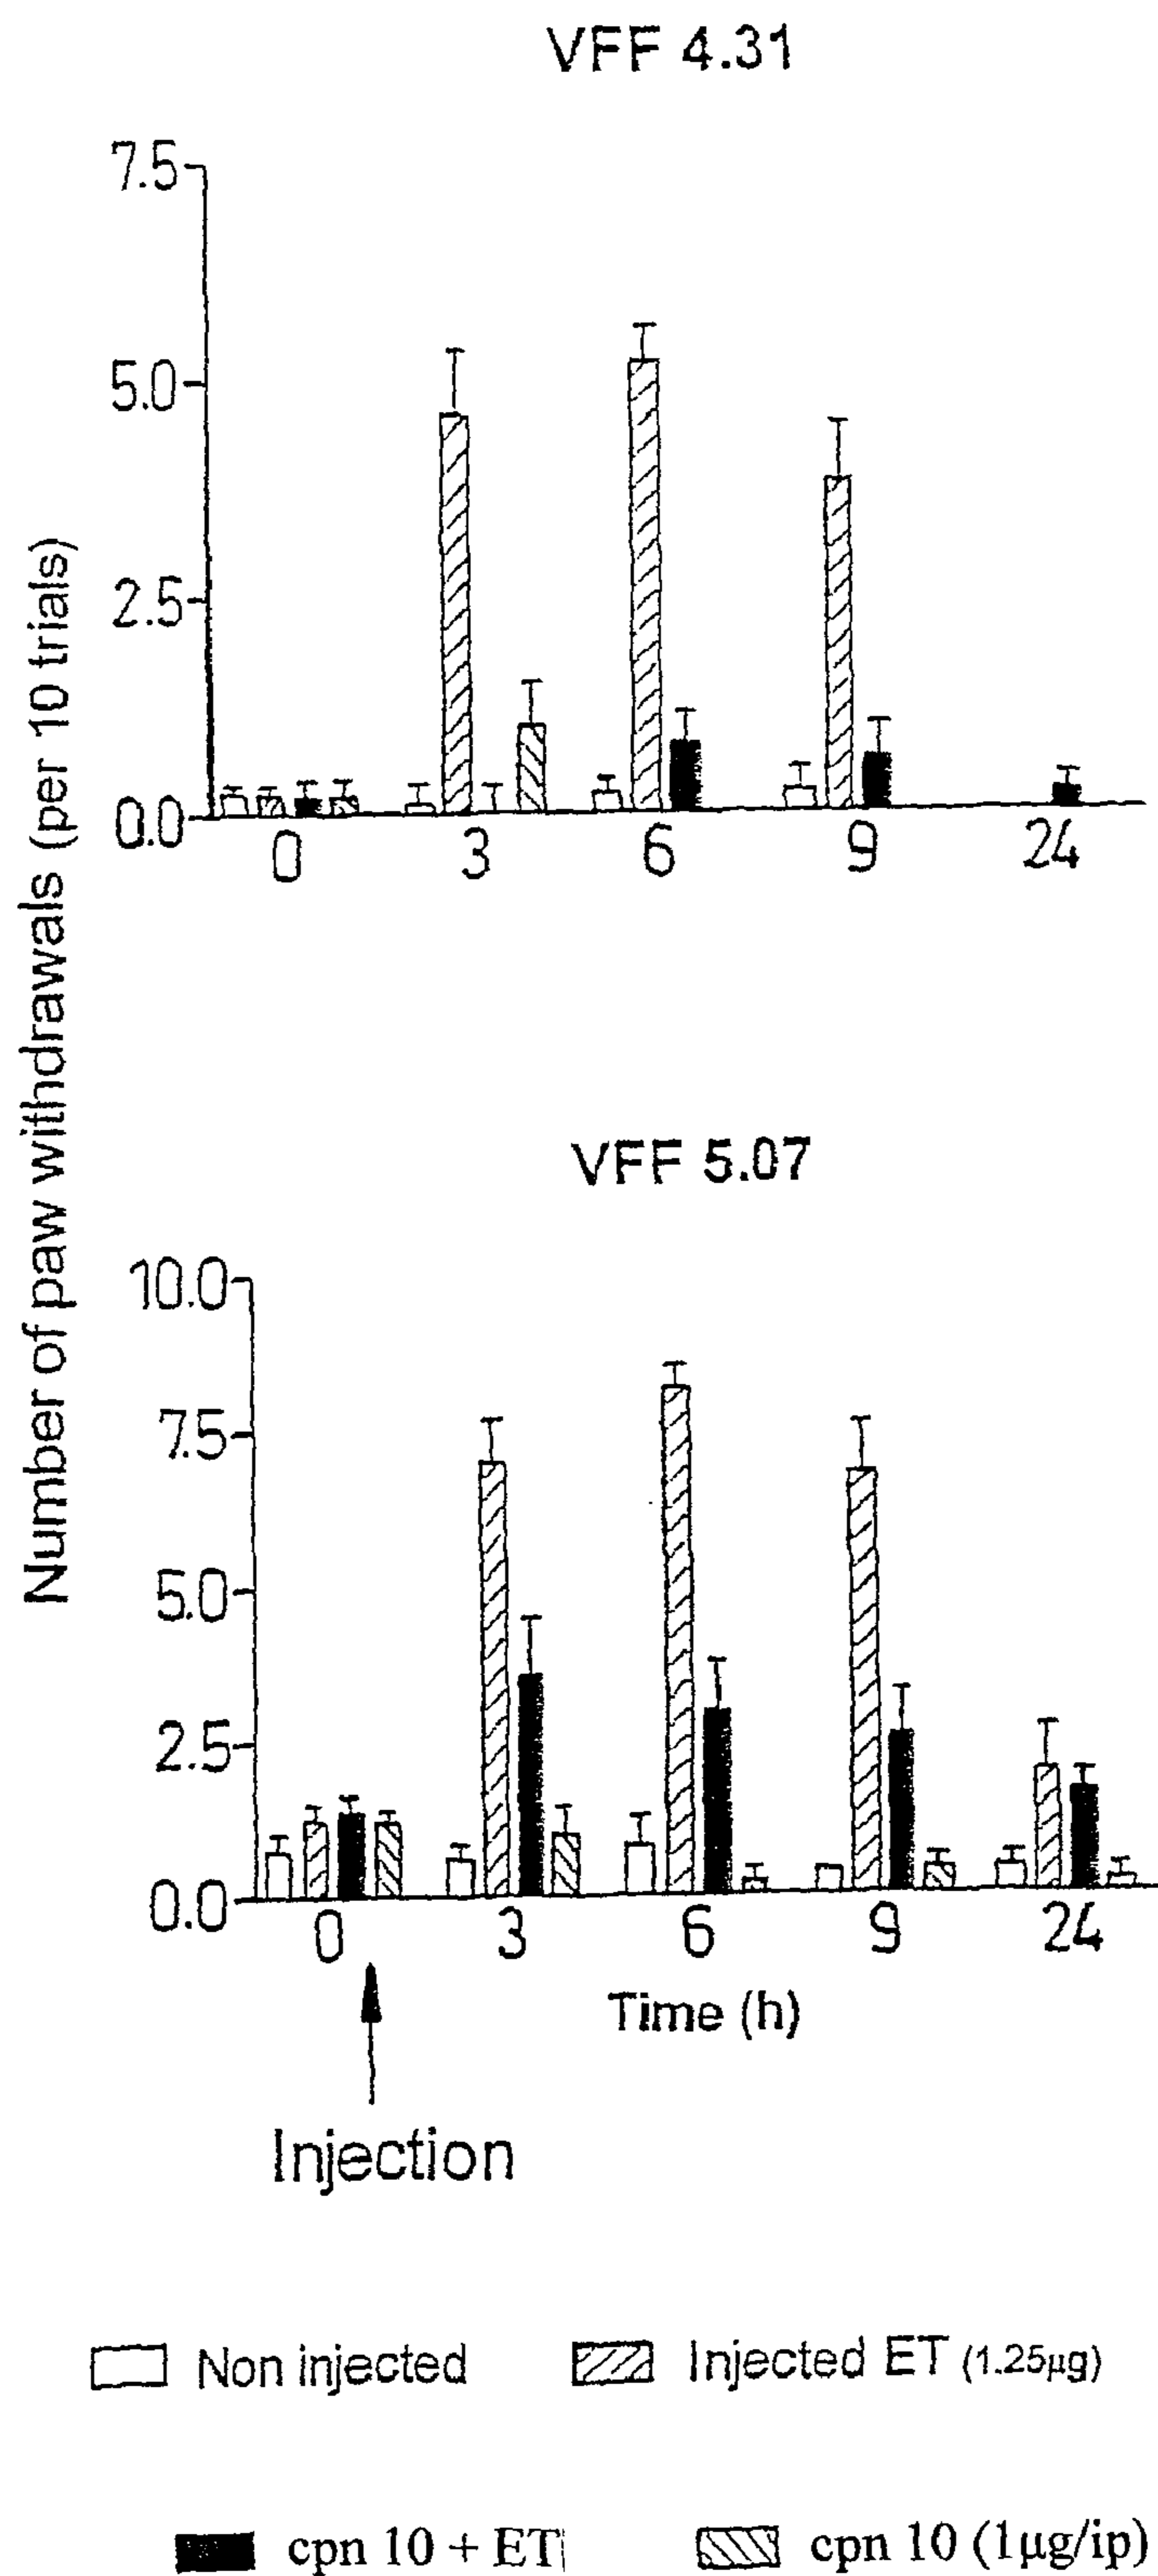 VFF 4.31
Number of paw withdrawals (per 10 trials)
7.5
5.0
2.5
0.0
0 3 6 9 24
VFF 5.07
10.0
7.5
5.0
2.5
0.0
0 3 6 9 24
Time (h)
Injection
Non injected
Injected ET (1.25µg)
cpn 10 + ET
cpn 10 (1µg/ip)